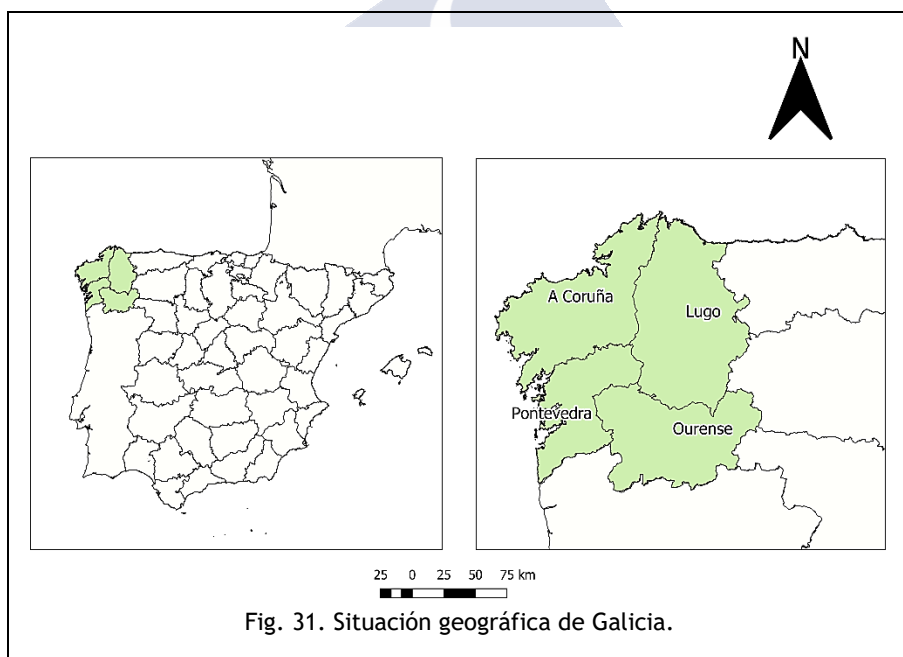 N
A Coruña
Lugo
Pontevedra
Ourense
25 0 25 50 75 km
Fig. 31. Situación geográfica de Galicia.